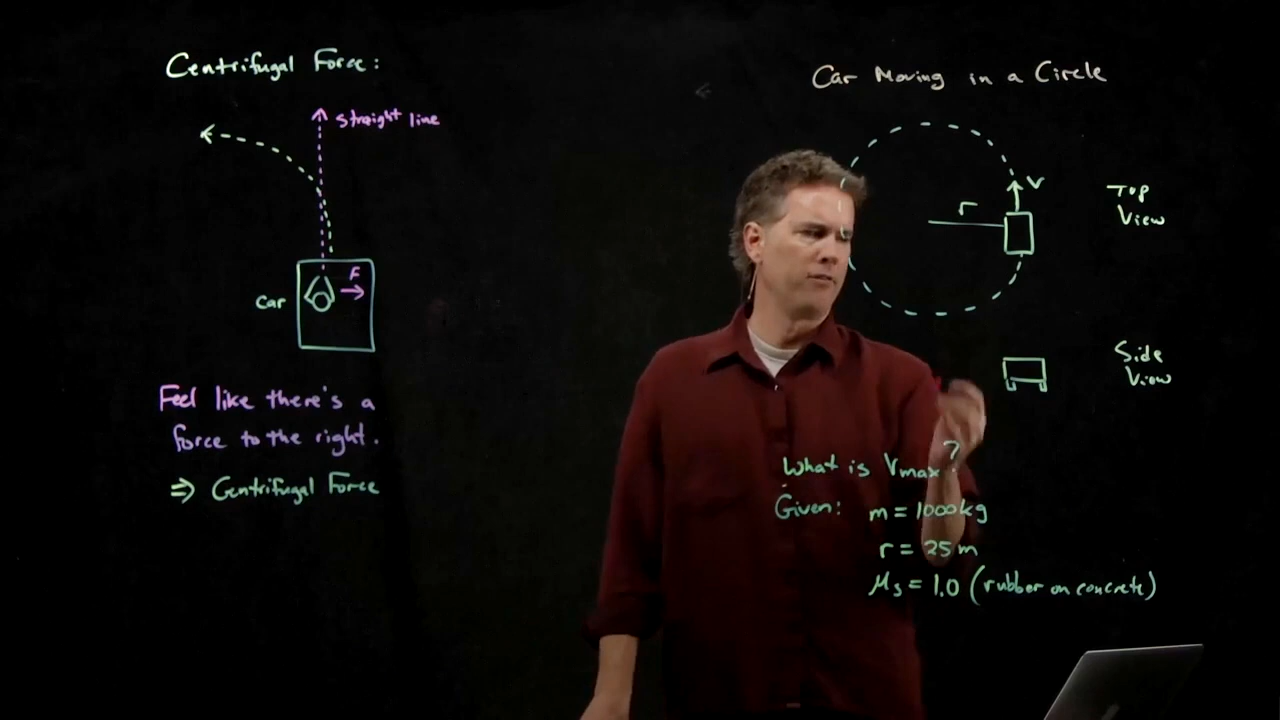 Centrifugal Force:
straight line
F
Car
Feel like there's a
force to the right.
⇒ Centrifugal Force
Car Moving in a Circle
V
r
Top
View
Side
View
What is Vmax?
Given: m = 1000kg
r = 25m
μs = 1.0 (rubber on concrete)